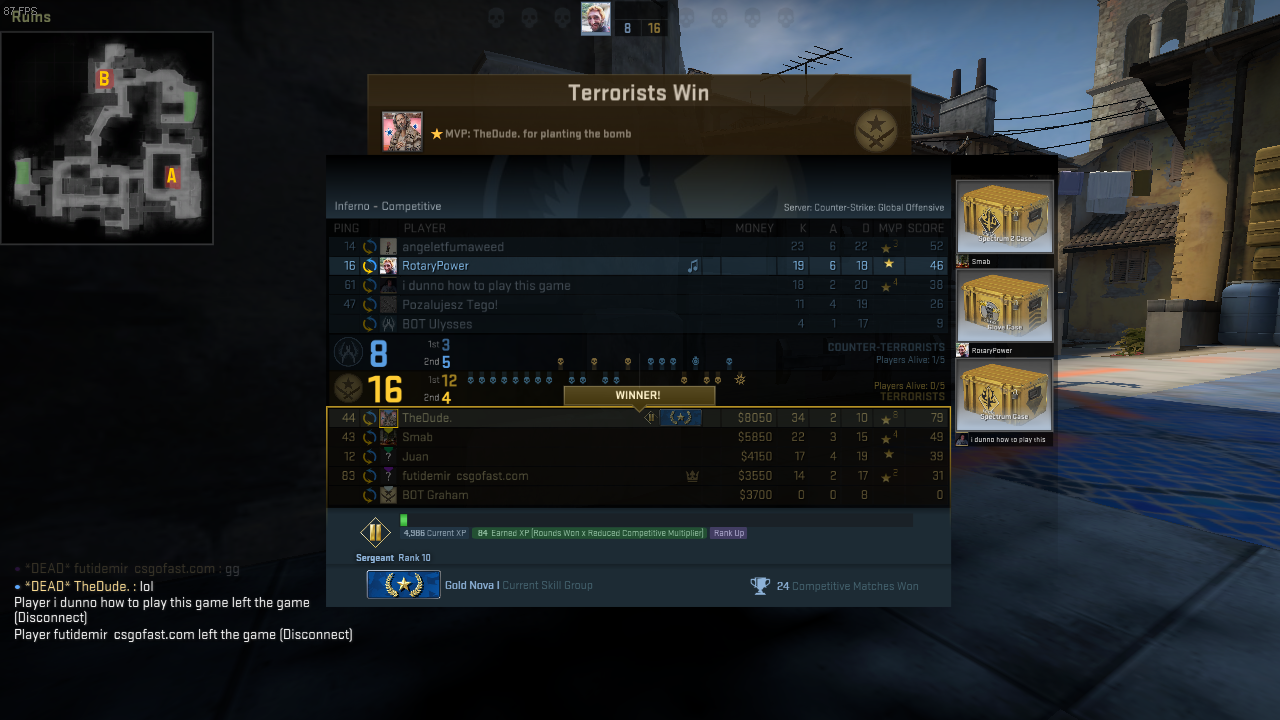 87 FPS
Ruins
8 16
B
A
Terrorists Win
MVP: TheDude. for planting the bomb
Inferno - Competitive
Server: Counter-Strike: Global Offensive
PING PLAYER MONEY K A D MVP SCORE
14 angeletfumaweed 23 6 22 3 52
16 RotaryPower 19 6 18 46
61 i dunno how to play this game 18 2 20 4 38
47 Pozalujesz Tego! 11 4 19 26
BOT Ulysses 4 1 17 9
8 1st 3
2nd 5
COUNTER-TERRORISTS
Players Alive: 1/5
16 1st 12
2nd 4
Players Alive: 0/5
TERRORISTS
WINNER!
44 TheDude. $8050 34 2 10 79
43 Smab $5850 22 3 15 4 49
12 Juan $4150 17 4 19 39
83 futidemir csgofast.com $3550 14 2 17 2 31
BOT Graham $3700 0 0 8 0
4,986 Current XP 84 Earned XP (Rounds Won x Reduced Competitive Multiplier) Rank Up
Sergeant Rank 10
Gold Nova I Current Skill Group
24 Competitive Matches Won
Spectrum 2 Case
Smab
Glove Case
RotaryPower
Spectrum Case
i dunno how to play this
*DEAD* futidemir csgofast.com : gg
*DEAD* TheDude. : lol
Player i dunno how to play this game left the game
(Disconnect)
Player futidemir csgofast.com left the game (Disconnect)